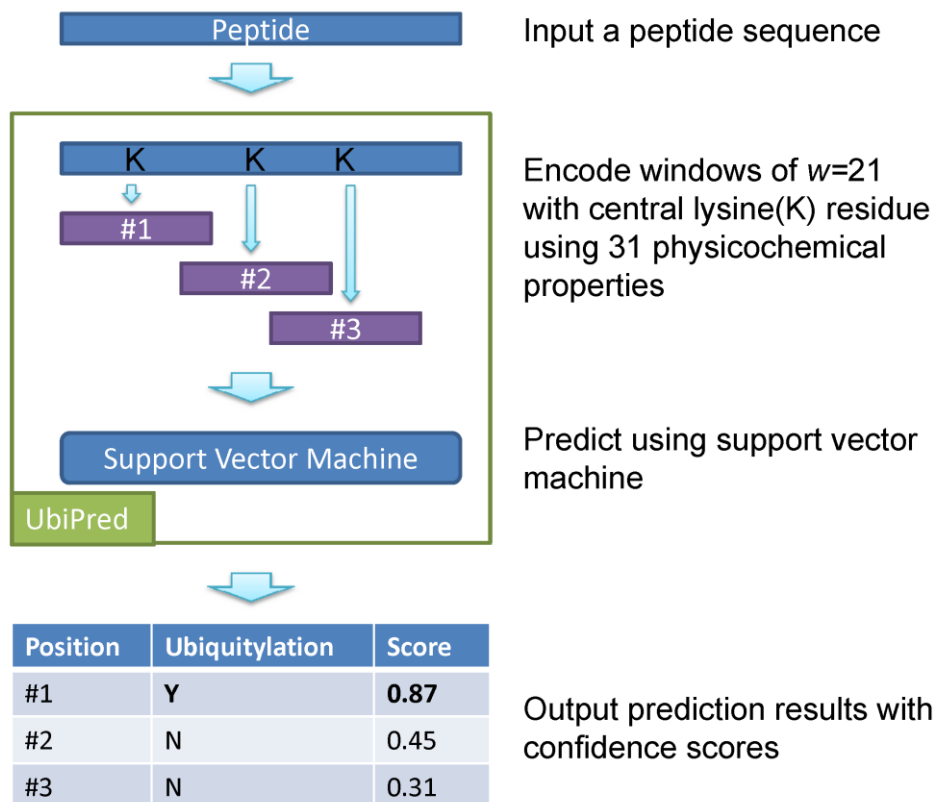 Peptide
Input a peptide sequence
K K K
#1
#2
#3
Encode windows of w=21
with central lysine(K) residue
using 31 physicochemical
properties
Support Vector Machine
Predict using support vector
machine
UbiPred
Position Ubiquitylation Score
#1 Y 0.87
#2 N 0.45
#3 N 0.31
Output prediction results with
confidence scores